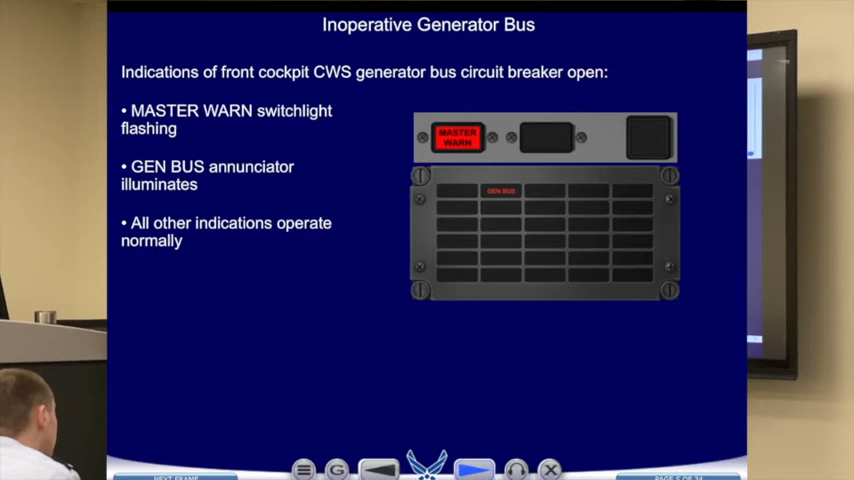 Inoperative Generator Bus
Indications of front cockpit CWS generator bus circuit breaker open:
• MASTER WARN switchlight
flashing
• GEN BUS annunciator
illuminates
• All other indications operate
normally
MASTER
WARN
GEN BUS
G
X
NEXT FRAME
PAGE 5 OF 24